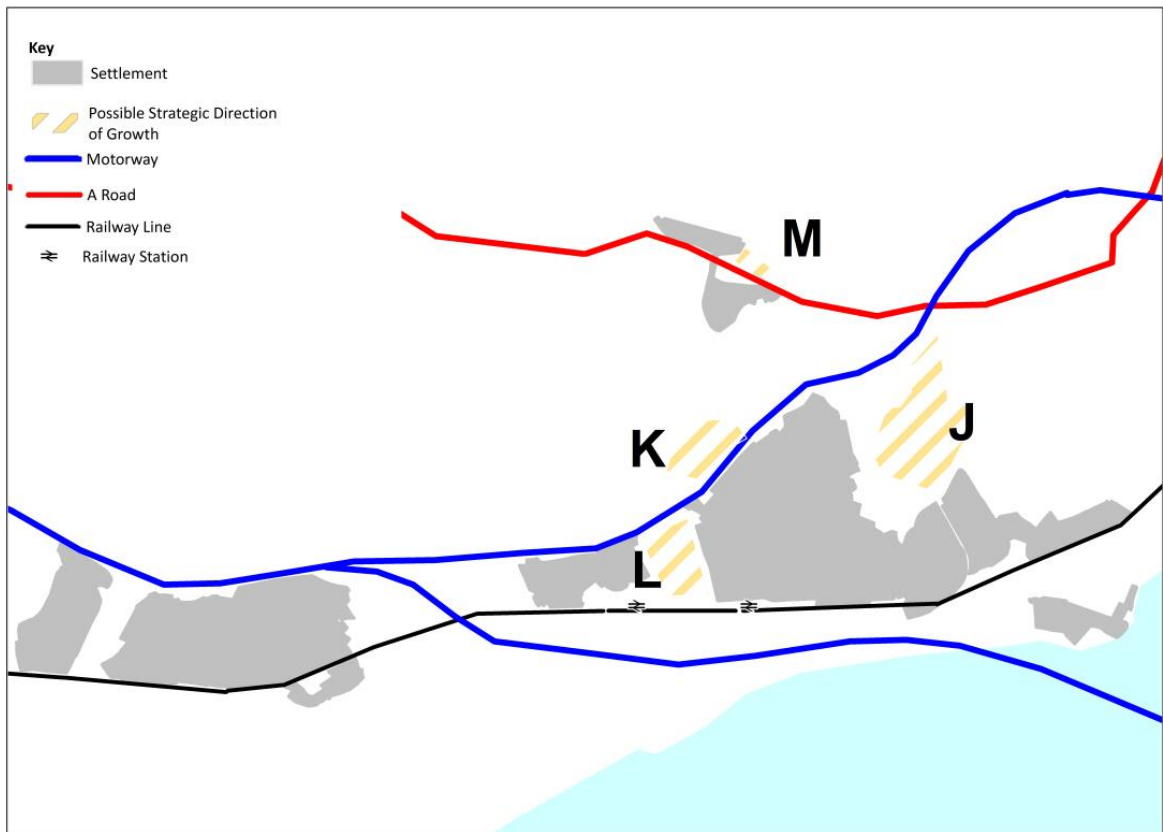 Key
Settlement
Possible Strategic Direction
of Growth
Motorway
A Road
Railway Line
Railway Station
M
K
J
L